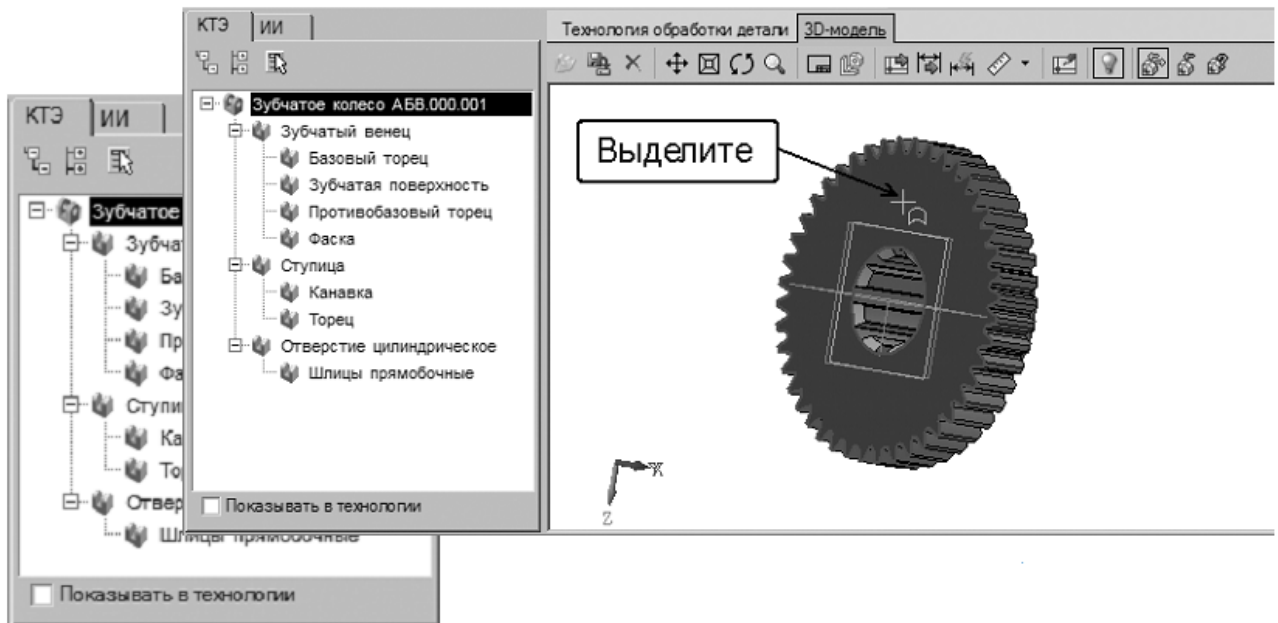 КТЭ
ИИ
Зубчатое колесо АБВ.000.001
Зубчатый венец
Базовый торец
Зубчатая поверхность
Противобазовый торец
Фаска
Ступица
Канавка
Торец
Отверстие цилиндрическое
Шлицы прямобочные
Показывать в технологии
Технология обработки детали
3D-модель
Выделите
Z
КТЭ
ИИ
Зубчатое
Зубча
Ба
Зу
Пр
Фа
Ступи
Ка
То
Отвер
Шлицы прямобочные
Показывать в технологии